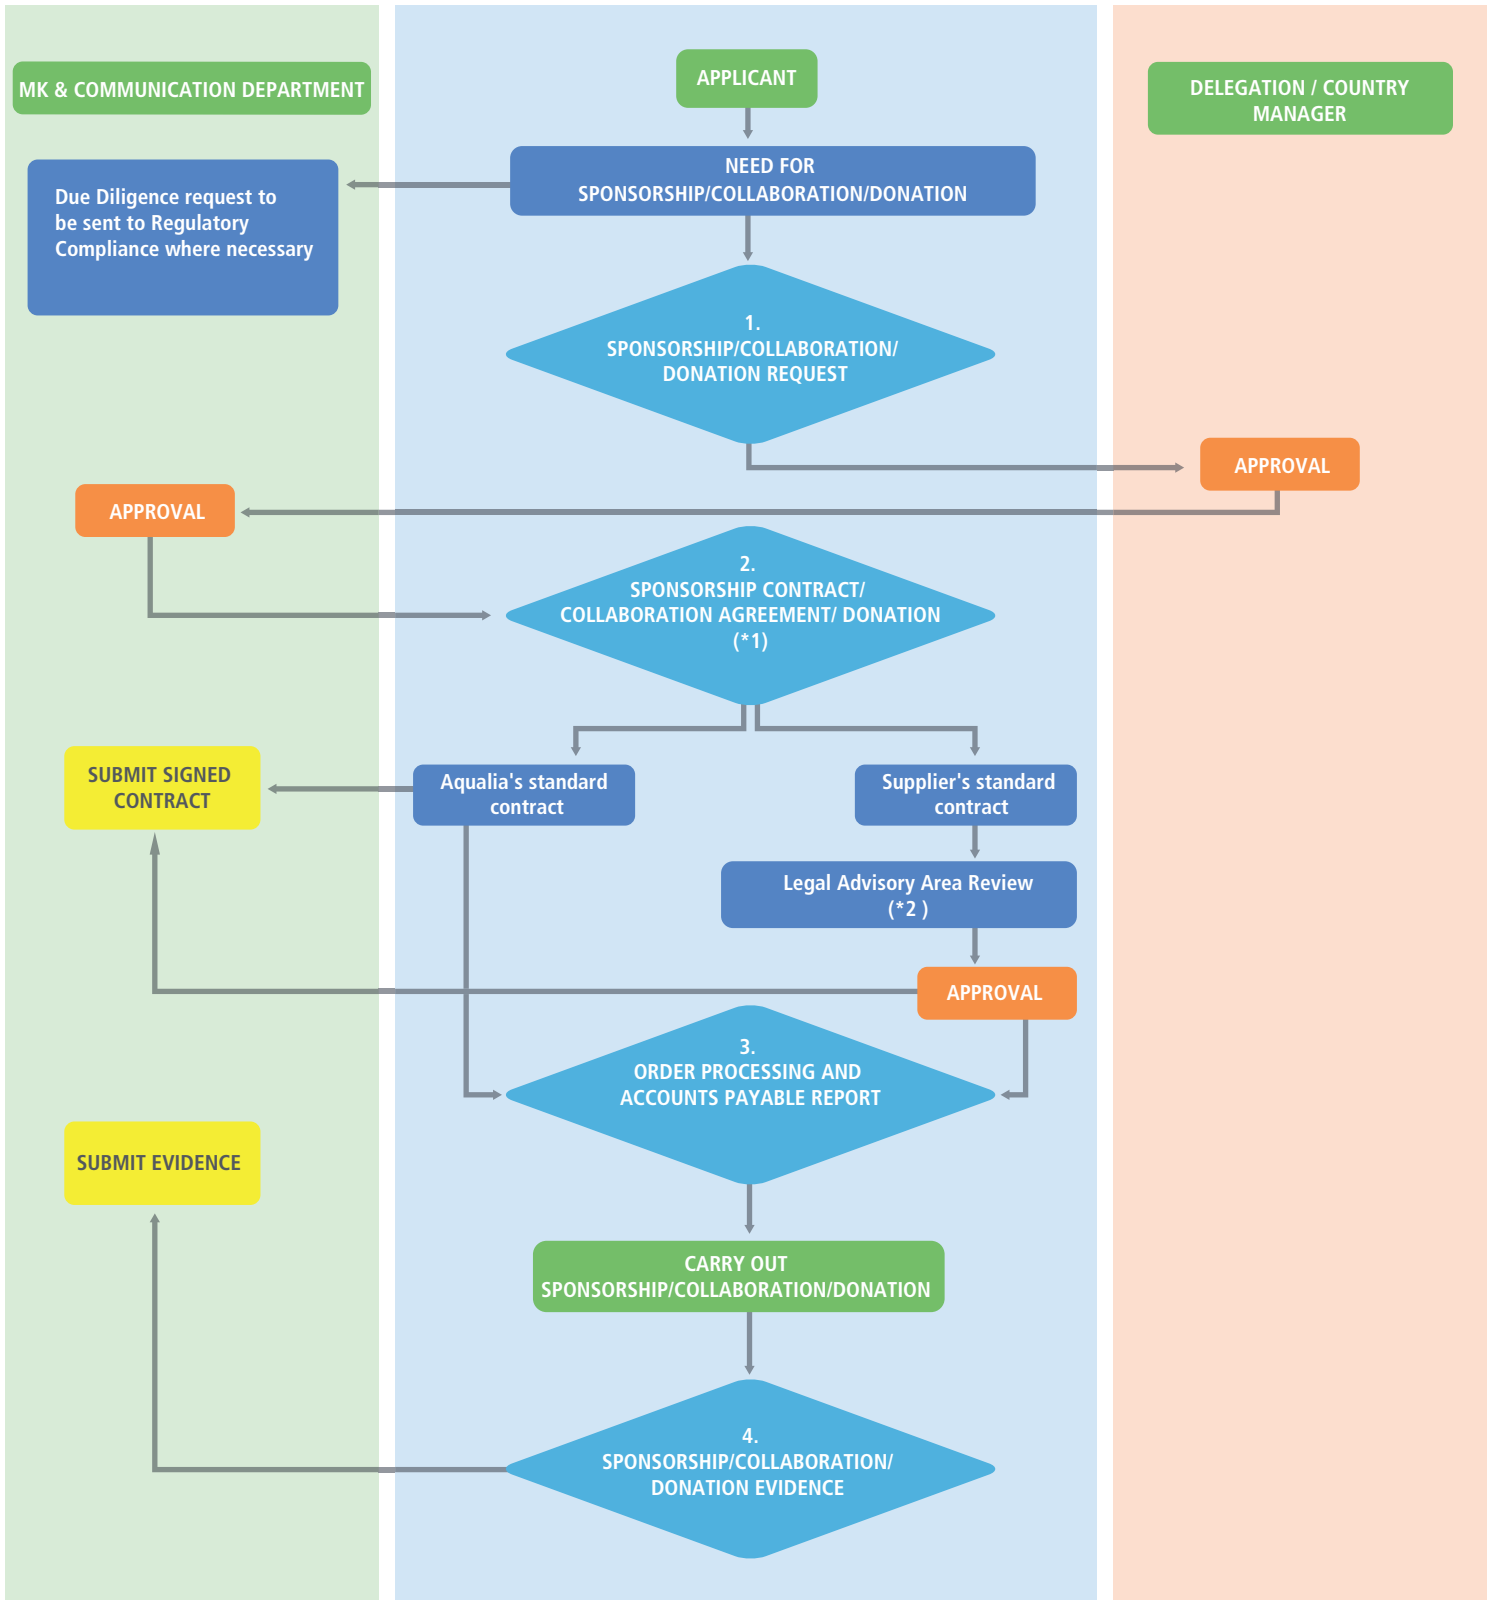 APPLICANT
MK & COMMUNICATION DEPARTMENT
DELEGATION / COUNTRY
MANAGER
NEED FOR
SPONSORSHIP/COLLABORATION/DONATION
Due Diligence request to
be sent to Regulatory
Compliance where necessary
1.
SPONSORSHIP/COLLABORATION/
DONATION REQUEST
APPROVAL
APPROVAL
2.
SPONSORSHIP CONTRACT/
COLLABORATION AGREEMENT/ DONATION
(*1)
SUBMIT SIGNED
CONTRACT
Aqualia's standard
contract
Supplier's standard
contract
Legal Advisory Area Review
(*2 )
APPROVAL
3.
ORDER PROCESSING AND
ACCOUNTS PAYABLE REPORT
SUBMIT EVIDENCE
CARRY OUT
SPONSORSHIP/COLLABORATION/DONATION
4.
SPONSORSHIP/COLLABORATION/
DONATION EVIDENCE